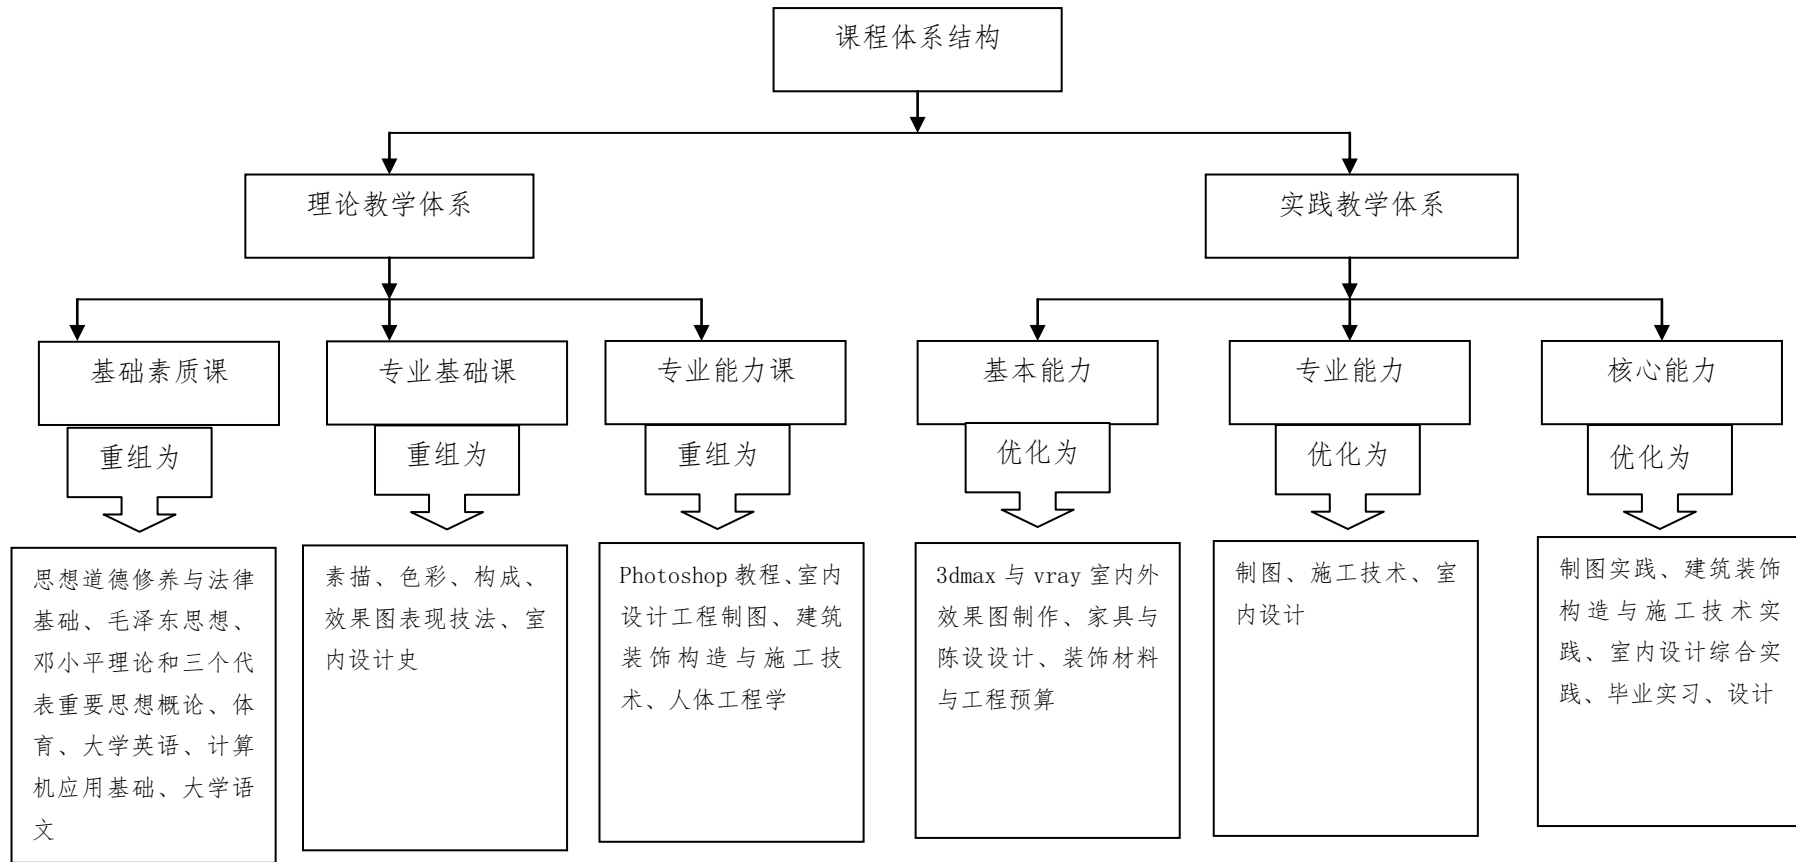 课程体系结构
理论教学体系
实践教学体系
基础素质课
专业基础课
专业能力课
基本能力
专业能力
核心能力
重组为
重组为
重组为
优化为
优化为
优化为
思想道德修养与法律
基础、毛泽东思想、
邓小平理论和三个代
表重要思想概论、体
育、大学英语、计算
机应用基础、大学语
文
素描、色彩、构成、
效果图表现技法、室
内设计史
Photoshop 教程、室内
设计工程制图、建筑
装饰构造与施工技
术、人体工程学
3dmax 与 vray 室内外
效果图制作、家具与
陈设设计、装饰材料
与工程预算
制图、施工技术、室
内设计
制图实践、建筑装饰
构造与施工技术实
践、室内设计综合实
践、毕业实习、设计